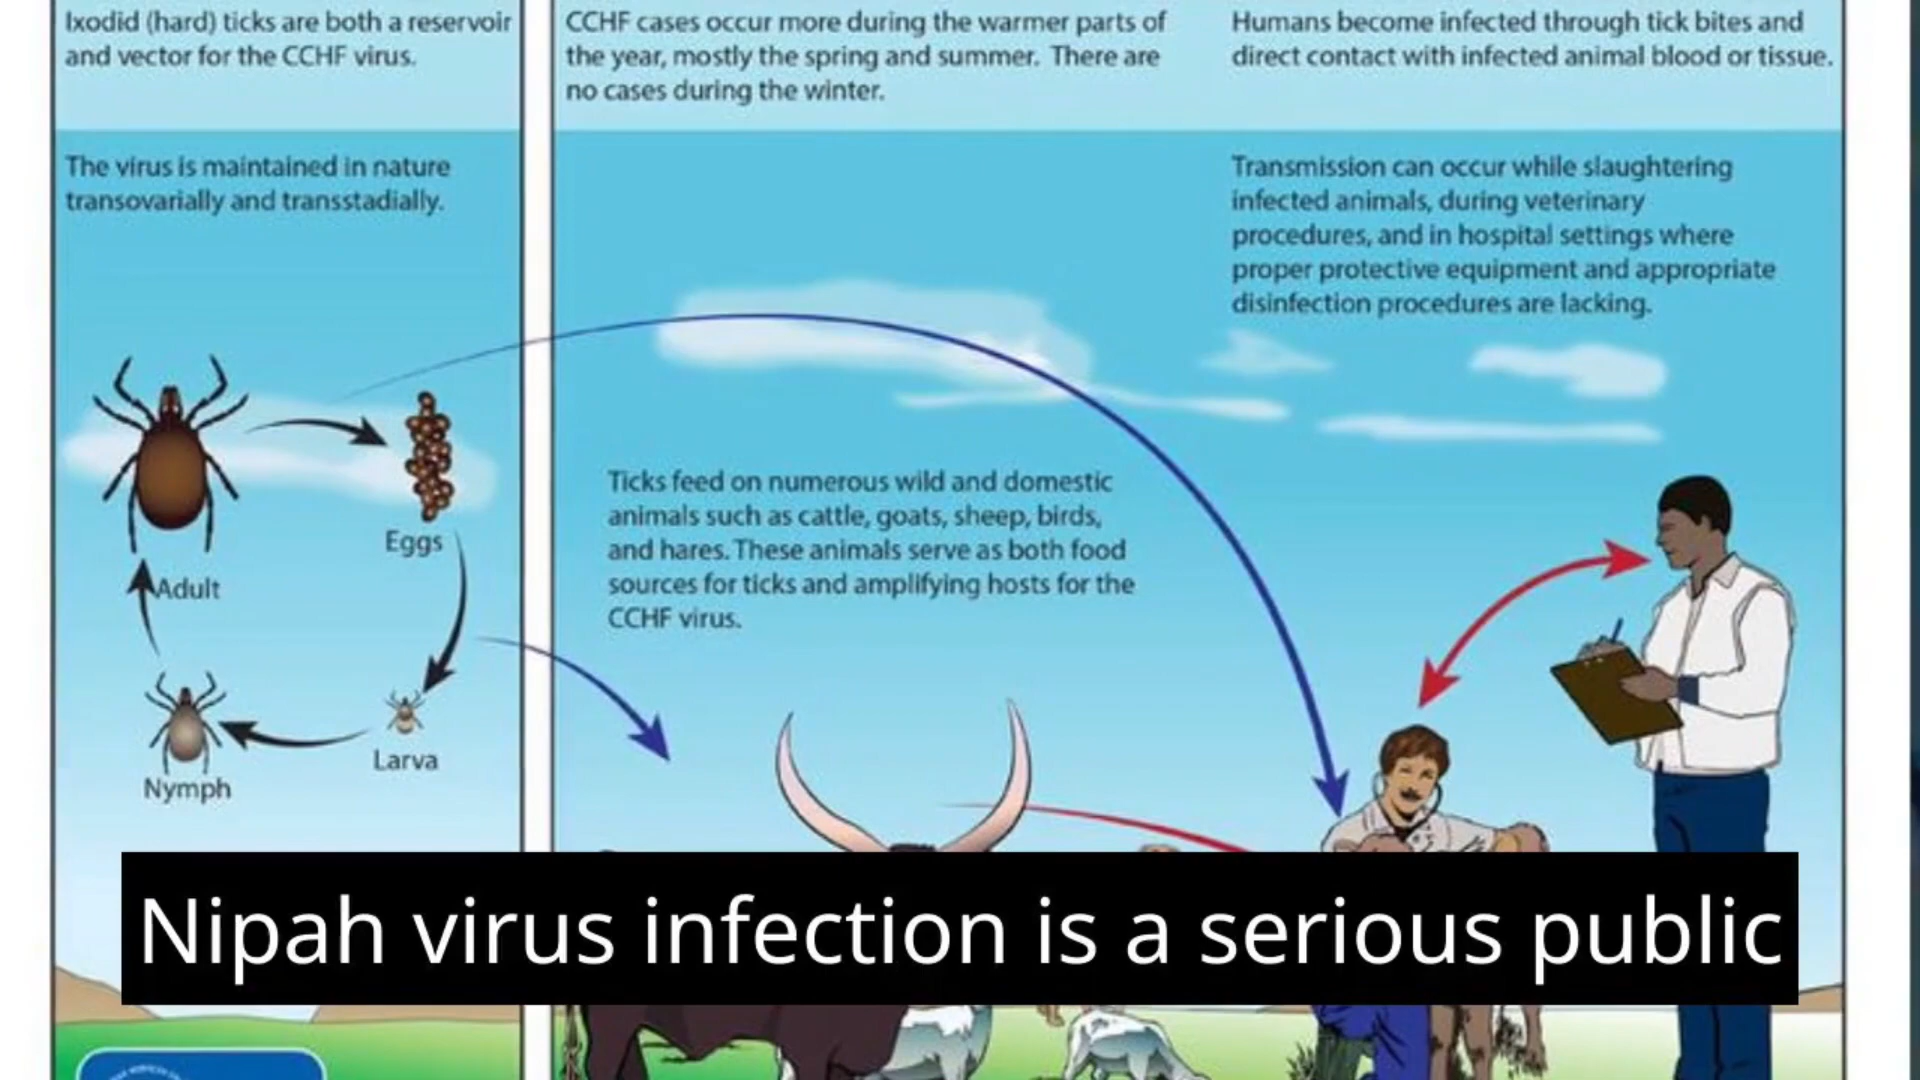 Ixodid (hard) ticks are both a reservoir
and vector for the CCHF virus.
CCHF cases occur more during the warmer parts of
the year, mostly the spring and summer. There are
no cases during the winter.
Humans become infected through tick bites and
direct contact with infected animal blood or tissue.
The virus is maintained in nature
transovarially and transstadially.
Transmission can occur while slaughtering
infected animals, during veterinary
procedures, and in hospital settings where
proper protective equipment and appropriate
disinfection procedures are lacking.
Ticks feed on numerous wild and domestic
animals such as cattle, goats, sheep, birds,
and hares. These animals serve as both food
sources for ticks and amplifying hosts for the
CCHF virus.
Eggs
Adult
Larva
Nymph
Nipah virus infection is a serious public